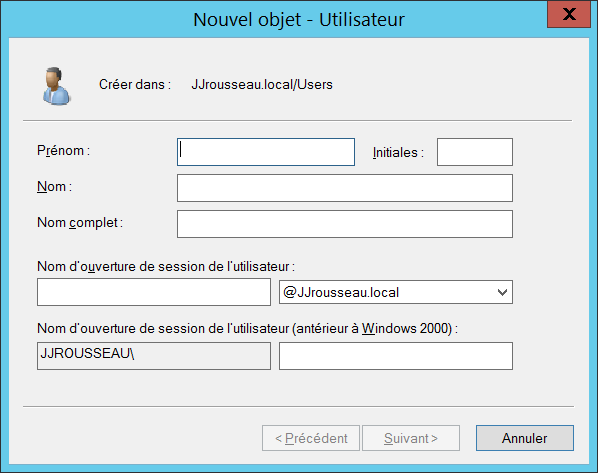 Nouvel objet - Utilisateur
X
Créer dans : JJrousseau.local/Users
Prénom : Initiales :
Nom :
Nom complet :
Nom d'ouverture de session de l'utilisateur :
@JJrousseau.local
Nom d'ouverture de session de l'utilisateur (antérieur à Windows 2000) :
JJROUSSEAU\
< Précédent Suivant > Annuler